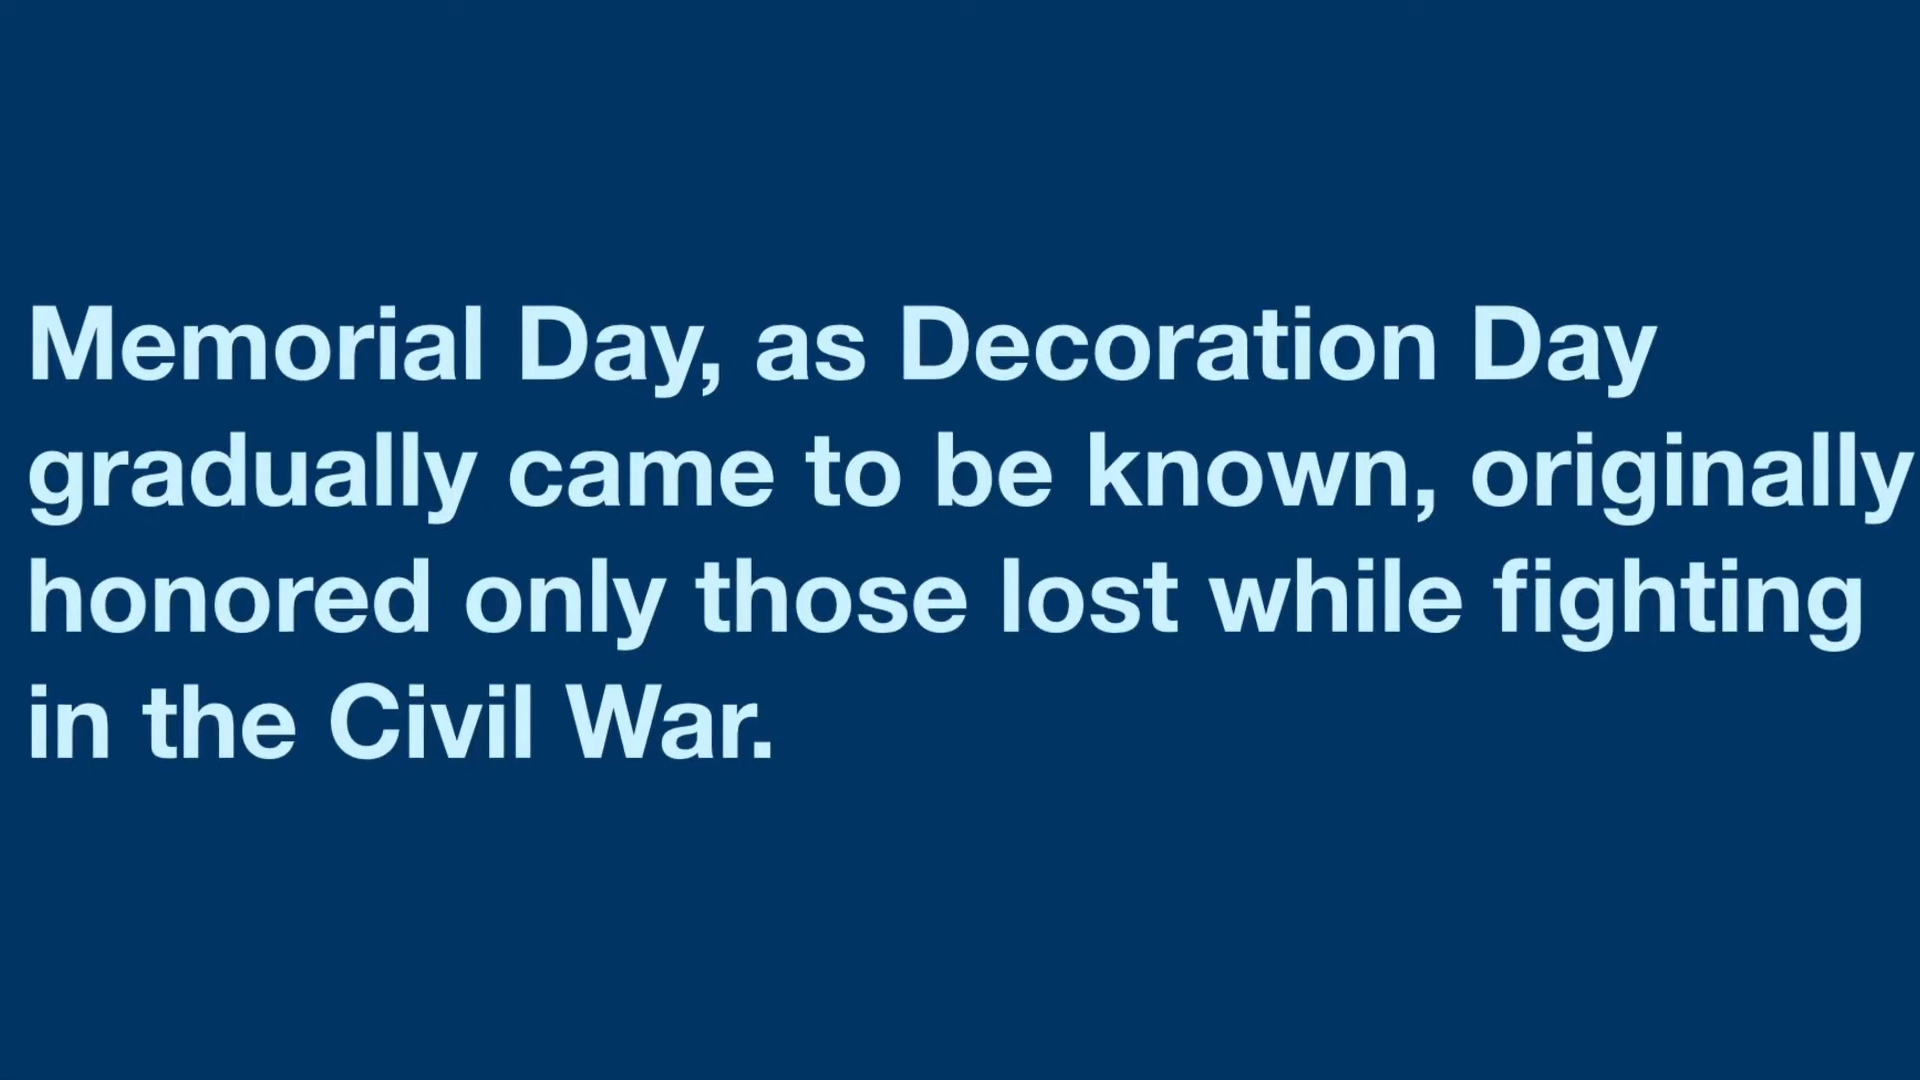 Memorial Day, as Decoration Day
gradually came to be known, originally
honored only those lost while fighting
in the Civil War.